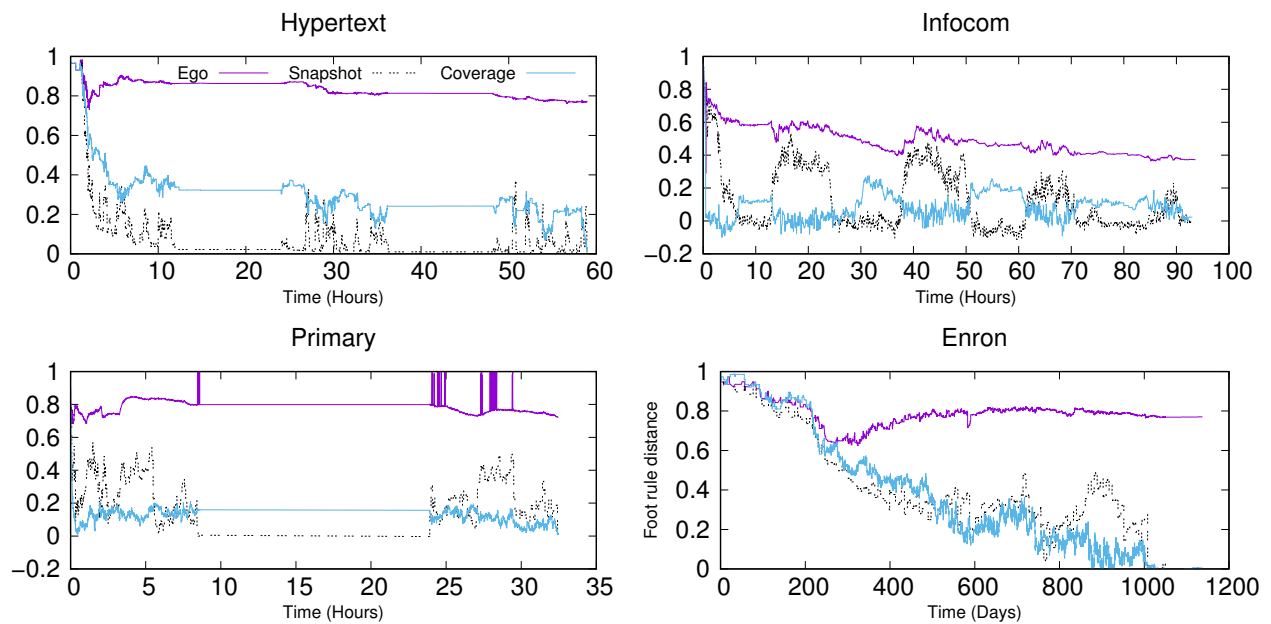 Hypertext
1
0.8
0.6
0.4
0.2
0
Ego Snapshot Coverage
0 10 20 30 40 50 60
Time (Hours)
Infocom
1
0.8
0.6
0.4
0.2
0
−0.2
0 10 20 30 40 50 60 70 80 90 100
Time (Hours)
Primary
1
0.8
0.6
0.4
0.2
0
−0.2
0 5 10 15 20 25 30 35
Time (Hours)
Enron
Foot rule distance
1
0.8
0.6
0.4
0.2
0
0 200 400 600 800 1000 1200
Time (Days)